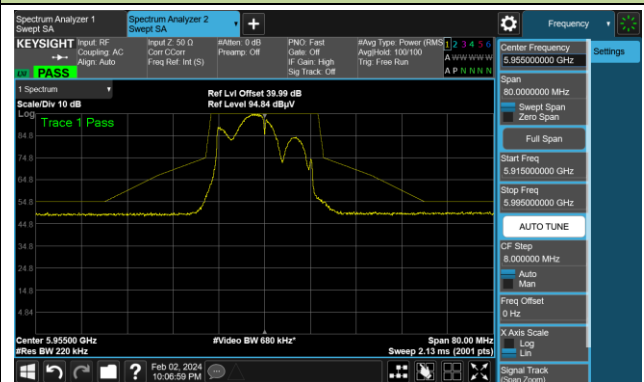 Spectrum Analyzer 1
Swept SA
Spectrum Analyzer 2
Swept SA
Frequency
KEYSIGHT
Input: RF
Coupling: AC
Align: Auto
Input Z: 50 Ω
Corr CCorr
Freq Ref: Int (S)
#Atten: 0 dB
Preamp: Off
PNO: Fast
Gate: Off
IF Gain: High
Sig Track: Off
#Avg Type: Power (RMS)
Avg|Hold: 100/100
Trig: Free Run
1 2 3 4 5 6
A W W W W W
A P N N N N
PASS
1 Spectrum
Scale/Div 10 dB
Log
Ref Lvl Offset 39.99 dB
Ref Level 94.84 dBµV
Trace 1 Pass
84.8
74.8
64.8
54.8
44.8
34.8
24.8
14.8
4.84
Center 5.95500 GHz
#Res BW 220 kHz
#Video BW 680 kHz*
Span 80.00 MHz
Sweep 2.13 ms (2001 pts)
Feb 02, 2024
10:06:59 PM
Center Frequency
5.955000000 GHz
Settings
Span
80.0000000 MHz
Swept Span
Zero Span
Full Span
Start Freq
5.915000000 GHz
Stop Freq
5.995000000 GHz
AUTO TUNE
CF Step
8.000000 MHz
Auto
Man
Freq Offset
0 Hz
X Axis Scale
Log
Lin
Signal Track
(Span Zoom)